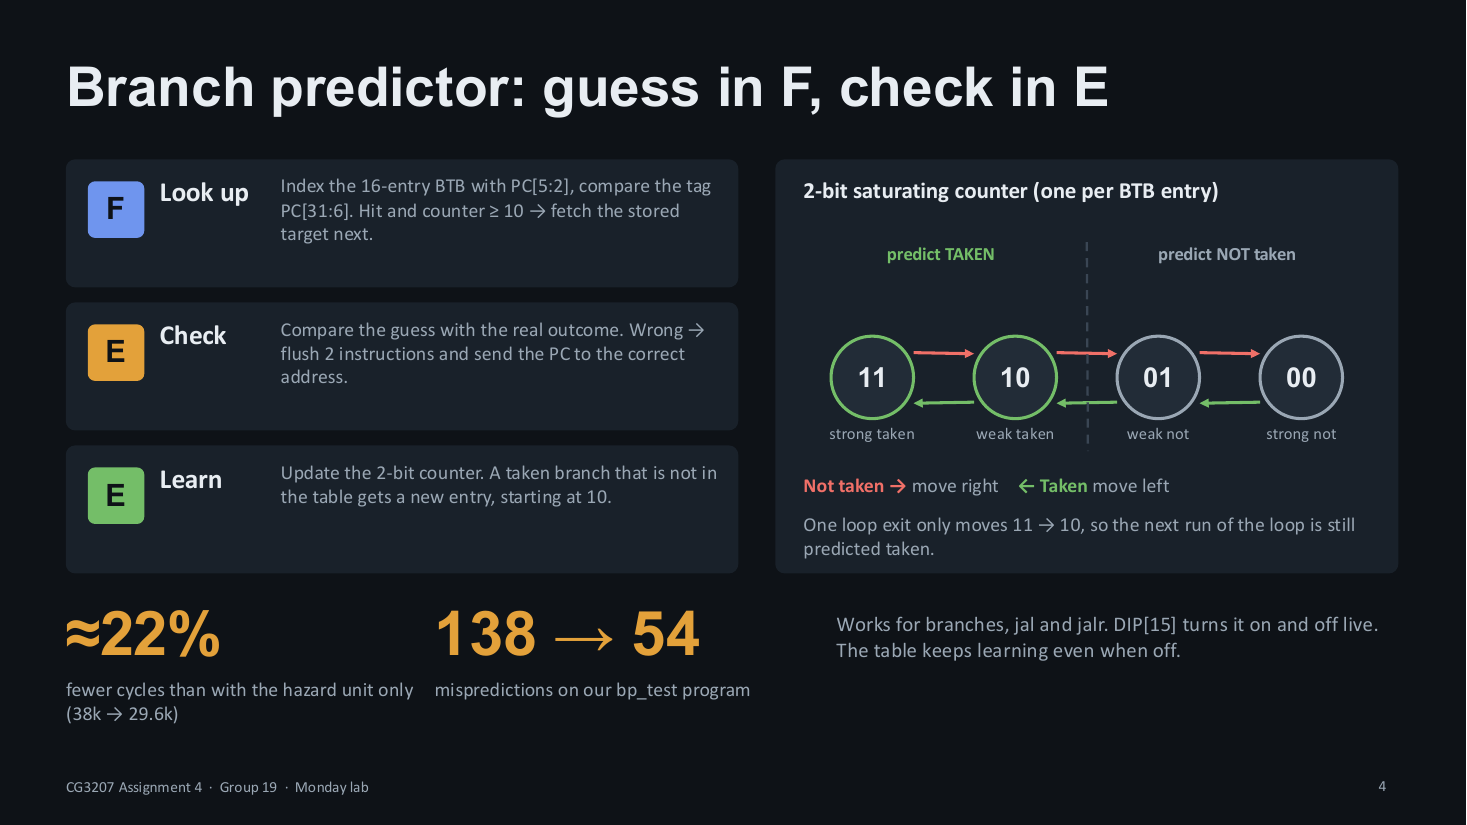 Branch predictor: guess in F, check in E
F
Look up
Index the 16-entry BTB with PC[5:2], compare the tag
PC[31:6]. Hit and counter ≥ 10 → fetch the stored
target next.
E
Check
Compare the guess with the real outcome. Wrong →
flush 2 instructions and send the PC to the correct
address.
E
Learn
Update the 2-bit counter. A taken branch that is not in
the table gets a new entry, starting at 10.
2-bit saturating counter (one per BTB entry)
predict TAKEN
predict NOT taken
11
10
01
00
strong taken
weak taken
weak not
strong not
Not taken → move right ← Taken move left
One loop exit only moves 11 → 10, so the next run of the loop is still
predicted taken.
≈22%
fewer cycles than with the hazard unit only
(38k → 29.6k)
138 → 54
mispredictions on our bp_test program
Works for branches, jal and jalr. DIP[15] turns it on and off live.
The table keeps learning even when off.
CG3207 Assignment 4 · Group 19 · Monday lab
4